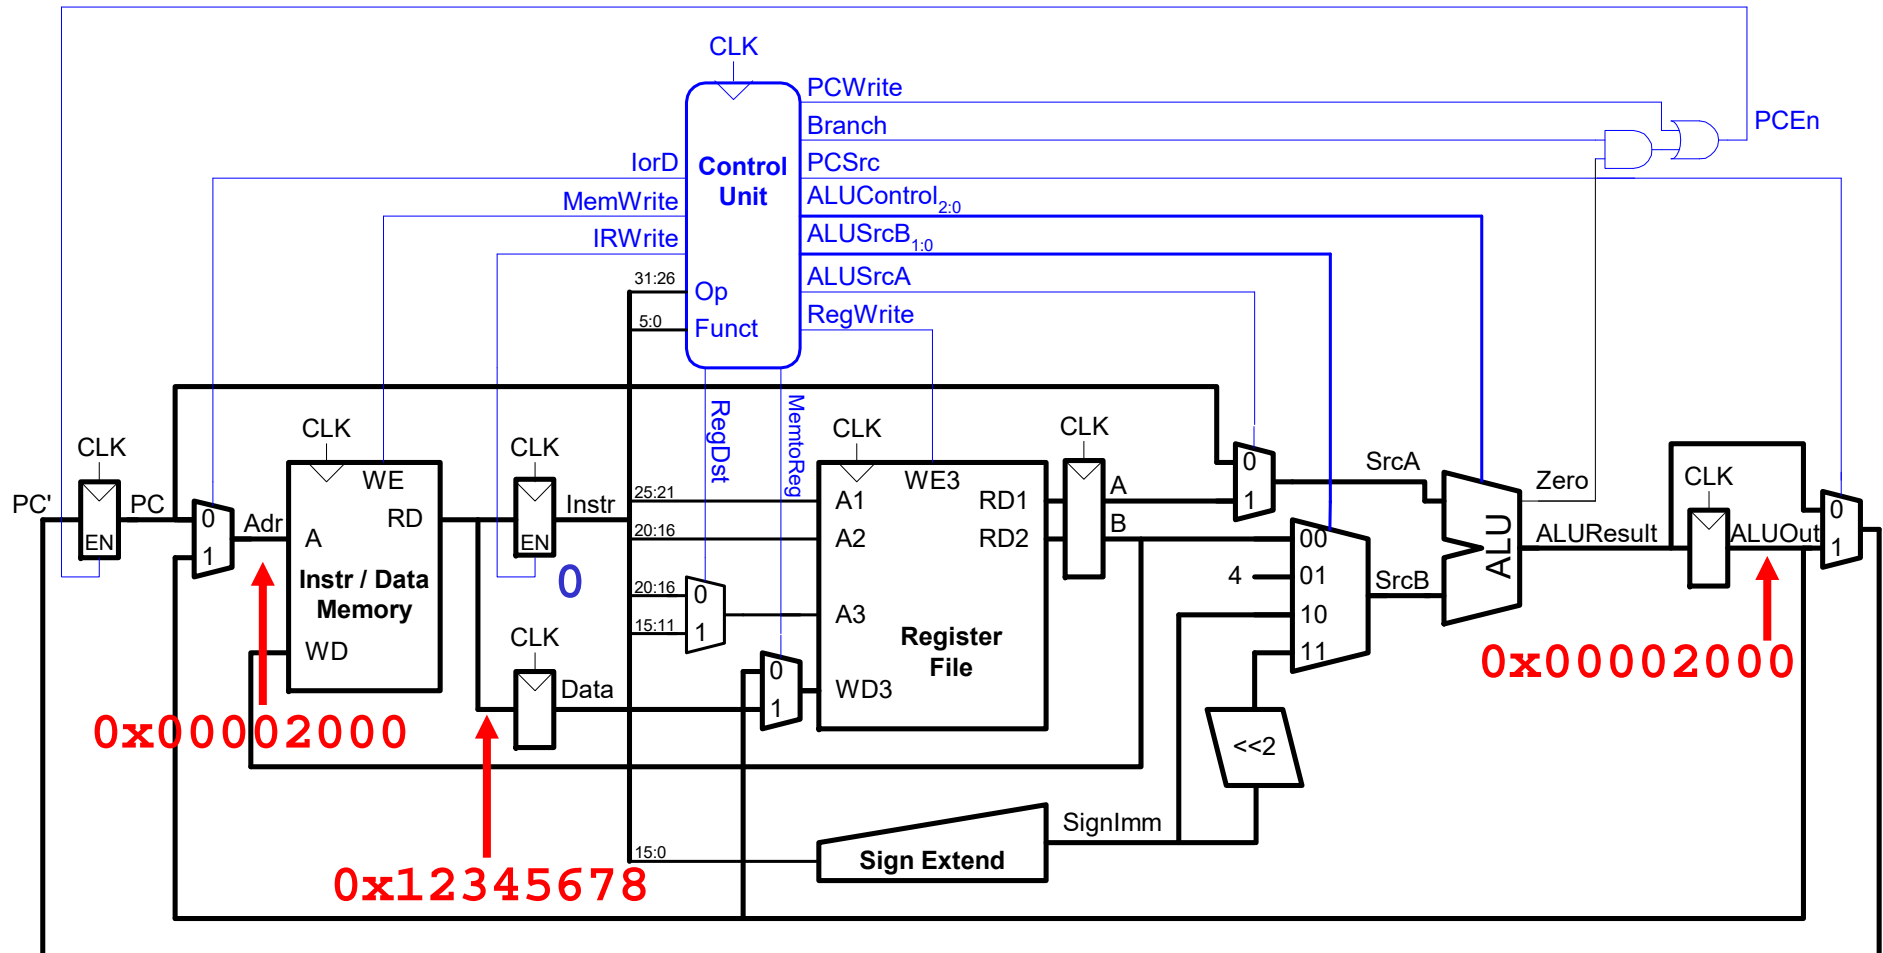 CLK
PCWrite
Branch
PCEn
IorD
Control
Unit
PCSrc
MemWrite
ALUControl2:0
IRWrite
ALUSrcB1:0
31:26
Op
ALUSrcA
5:0
Funct
RegWrite
RegDst
MemtoReg
CLK
CLK
CLK
CLK
CLK
CLK
PC'
PC
EN
0
1
Adr
WE
A
RD
Instr / Data
Memory
WD
EN
Instr
0
25:21
20:16
20:16
0
15:11
1
CLK
Data
0
1
WE3
A1
RD1
A2
RD2
A3
Register
File
WD3
A
B
0
1
SrcA
00
4
01
10
11
SrcB
ALU
Zero
ALUResult
ALUOut
0
1
0x00002000
0x00002000
<<2
SignImm
15:0
Sign Extend
0x12345678